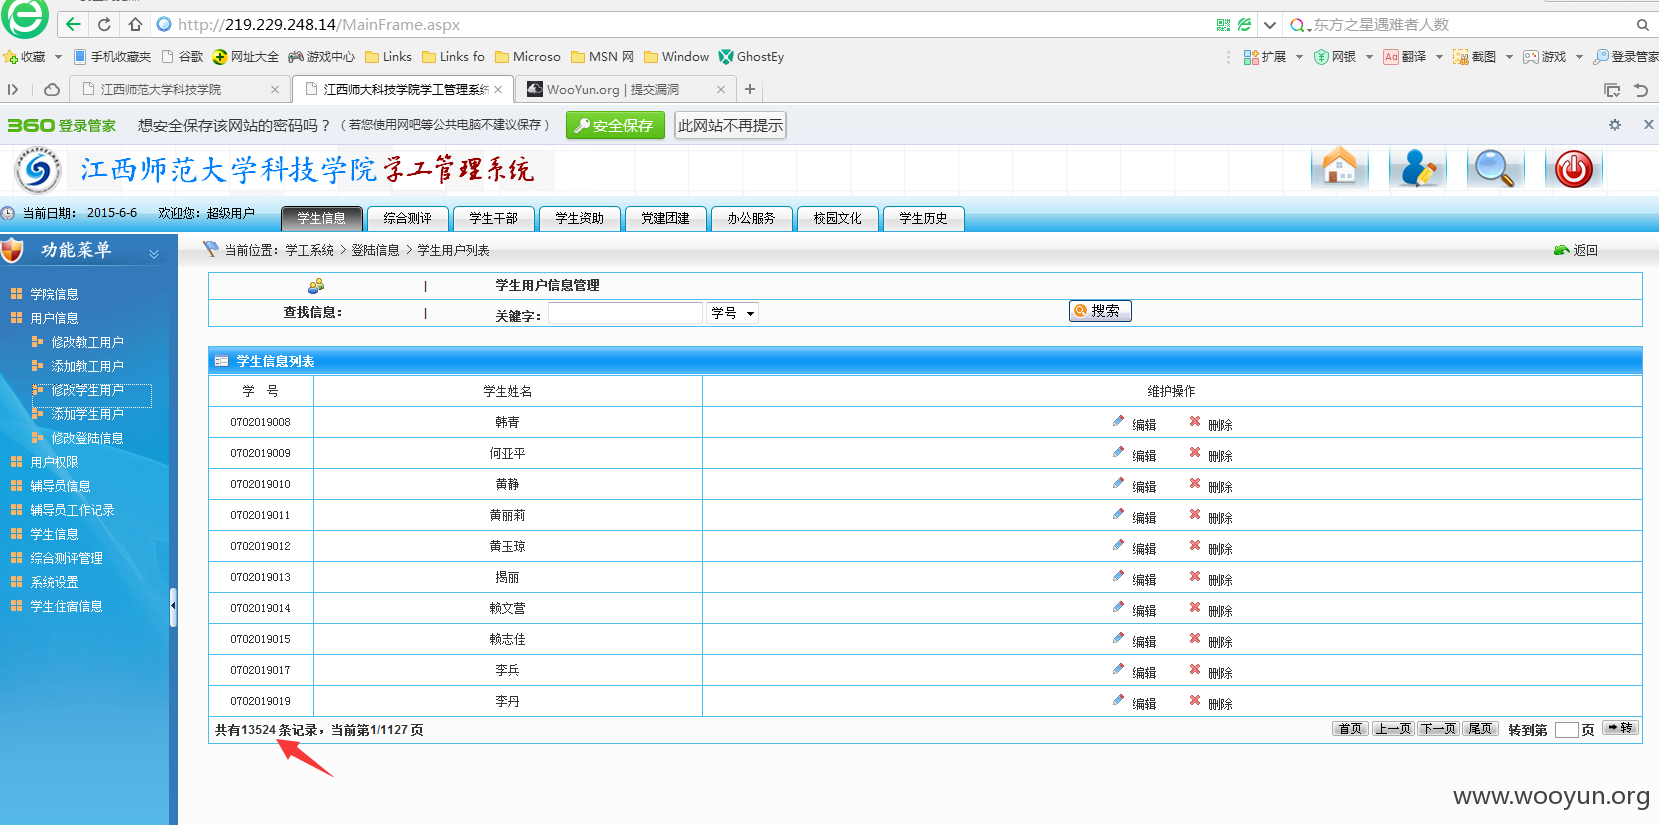 http://219.229.248.14/MainFrame.aspx 东方之星遇难者人数
收藏 手机收藏夹 谷歌 网址大全 游戏中心 Links Links fo Microso MSN 网 Window GhostEy 扩展 网银 翻译 截图 游戏 登录管家
江西师范大学科技学院 江西师大科技学院学工管理系统 WooYun.org | 提交漏洞
360登录管家 想安全保存该网站的密码吗？（若您使用网吧等公共电脑不建议保存） 安全保存 此网站不再提示
江西师范大学科技学院学工管理系统
当前日期： 2015-6-6 欢迎您：超级用户 学生信息 综合测评 学生干部 学生资助 党建团建 办公服务 校园文化 学生历史
功能菜单
学院信息
用户信息
修改教工用户
添加教工用户
修改学生用户
添加学生用户
修改登陆信息
用户权限
辅导员信息
辅导员工作记录
学生信息
综合测评管理
系统设置
学生住宿信息
当前位置：学工系统 > 登陆信息 > 学生用户列表 返回
| 学生用户信息管理
查找信息： | 关键字： 学号 搜索
学生信息列表
学 号 学生姓名 维护操作
0702019008 韩青 编辑 删除
0702019009 何亚平 编辑 删除
0702019010 黄静 编辑 删除
0702019011 黄丽莉 编辑 删除
0702019012 黄玉琼 编辑 删除
0702019013 揭丽 编辑 删除
0702019014 赖文萱 编辑 删除
0702019015 赖志佳 编辑 删除
0702019017 李兵 编辑 删除
0702019019 李丹 编辑 删除
共有13524 条记录，当前第1/1127 页 首页 上一页 下一页 尾页 转到第 页 转
www.wooyun.org